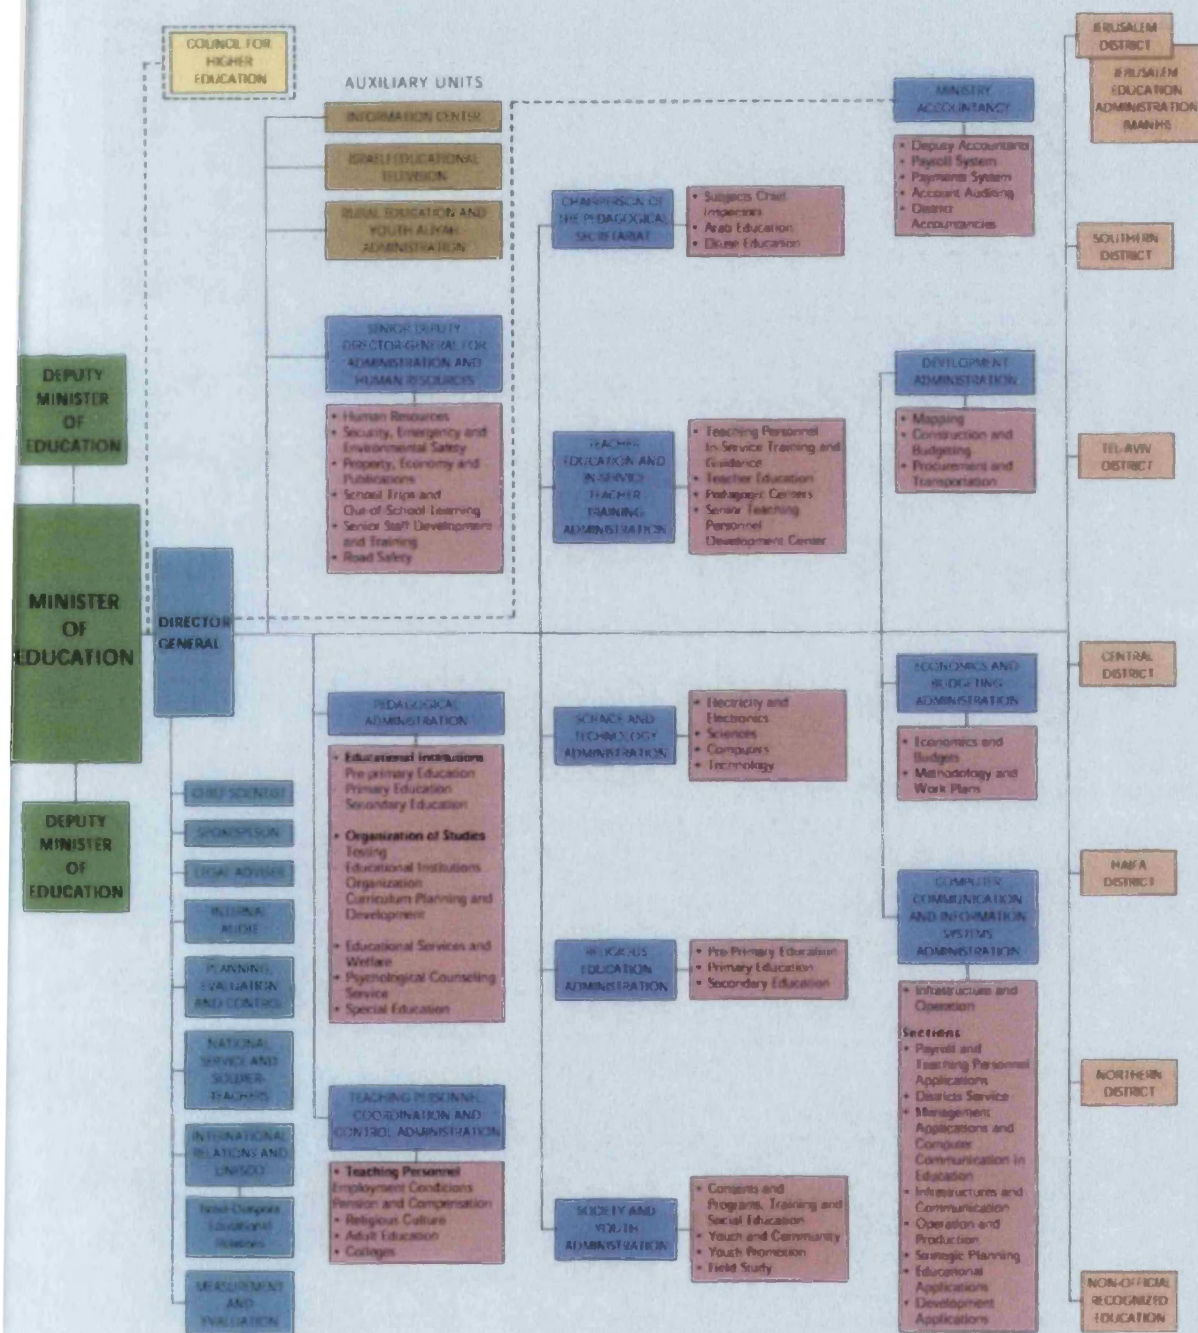 COUNCIL FOR
HIGHER
EDUCATION
AUXILIARY UNITS
INFORMATION CENTER
ISRAELI EDUCATIONAL
TELEVISION
RURAL EDUCATION AND
YOUTH ALIYAH
ADMINISTRATION
SENIOR DEPUTY
DIRECTOR-GENERAL FOR
ADMINISTRATION AND
HUMAN RESOURCES
• Human Resources
• Security, Emergency and
Environmental Safety
• Property, Economy and
Publications
• School Trips and
Out-of-School Learning
• Senior Staff Development
and Training
• Road Safety
DEPUTY
MINISTER
OF
EDUCATION
MINISTER
OF
EDUCATION
DEPUTY
MINISTER
OF
EDUCATION
DIRECTOR
GENERAL
CHIEF SCIENTIST
SPOKESPERSON
LEGAL ADVISER
INTERNAL
AUDIT
PLANNING,
EVALUATION
AND CONTROL
NATIONAL
SERVICE AND
SOLDIER-
TEACHERS
INTERNATIONAL
RELATIONS AND
UNESCO
Israel-Diaspora
Educational
Relations
MEASUREMENT
AND
EVALUATION
PEDAGOGICAL
ADMINISTRATION
• Educational Institutions
Pre-primary Education
Primary Education
Secondary Education
• Organization of Studies
Testing
Educational Institutions
Organization
Curriculum Planning and
Development
• Educational Services and
Welfare
• Psychological Counseling
Service
• Special Education
TEACHING PERSONNEL,
COORDINATION AND
CONTROL ADMINISTRATION
• Teaching Personnel
Employment Conditions
Pension and Compensation
• Religious Culture
• Adult Education
• Colleges
CHAIRPERSON OF
THE PEDAGOGICAL
SECRETARIAT
• Subjects Chief
Inspectors
• Arab Education
• Druse Education
TEACHER
EDUCATION AND
IN-SERVICE
TEACHER
TRAINING
ADMINISTRATION
• Teaching Personnel
In-Service Training and
Guidance
• Teacher Education
• Pedagogic Centers
• Senior Teaching
Personnel
Development Center
SCIENCE AND
TECHNOLOGY
ADMINISTRATION
• Electricity and
Electronics
• Sciences
• Computers
• Technology
RELIGIOUS
EDUCATION
ADMINISTRATION
• Pre-Primary Education
• Primary Education
• Secondary Education
SOCIETY AND
YOUTH
ADMINISTRATION
• Contents and
Programs, Training and
Social Education
• Youth and Community
• Youth Promotion
• Field Study
MINISTRY
ACCOUNTANCY
• Deputy Accountant
• Payroll System
• Payments System
• Account Auditing
• District
Accountancies
DEVELOPMENT
ADMINISTRATION
• Mapping
• Construction and
Budgeting
• Procurement and
Transportation
ECONOMICS AND
BUDGETING
ADMINISTRATION
• Economics and
Budgets
• Methodology and
Work Plans
COMPUTER
COMMUNICATION
AND INFORMATION
SYSTEMS
ADMINISTRATION
• Infrastructure and
Operation
Sections
• Payroll and
Teaching Personnel
Applications
• Districts Service
• Management
Applications and
Computer
Communication in
Education
• Infrastructures and
Communication
• Operation and
Production
• Strategic Planning
• Educational
Applications
• Development
Applications
JERUSALEM
DISTRICT
JERUSALEM
EDUCATION
ADMINISTRATION
SOUTHERN
DISTRICT
TEL-AVIV
DISTRICT
CENTRAL
DISTRICT
HAIFA
DISTRICT
NORTHERN
DISTRICT
NON-OFFICIAL
RECOGNIZED
EDUCATION